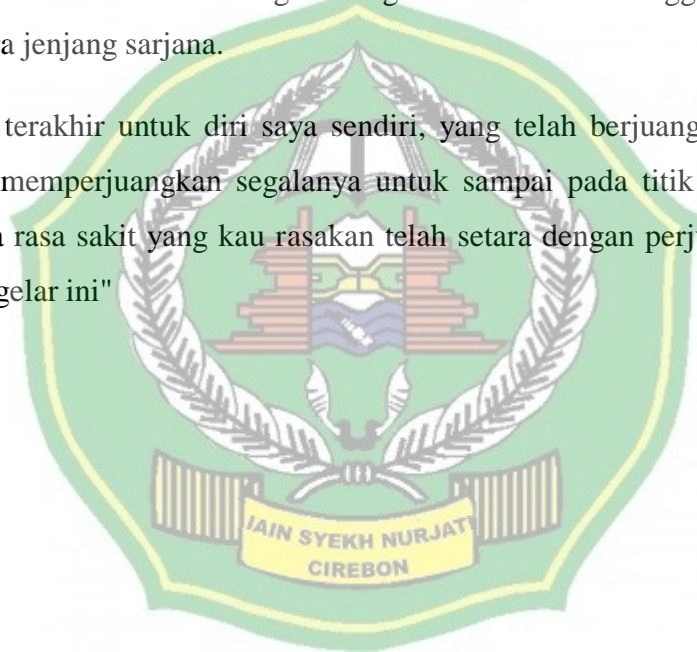 a jenjang sarjana.
terakhir untuk diri saya sendiri, yang telah berjuang
memperjuangkan segalanya untuk sampai pada titik
rasa sakit yang kau rasakan telah setara dengan
gelar ini"
IAIN SYEKH NURJATI
CIREBON